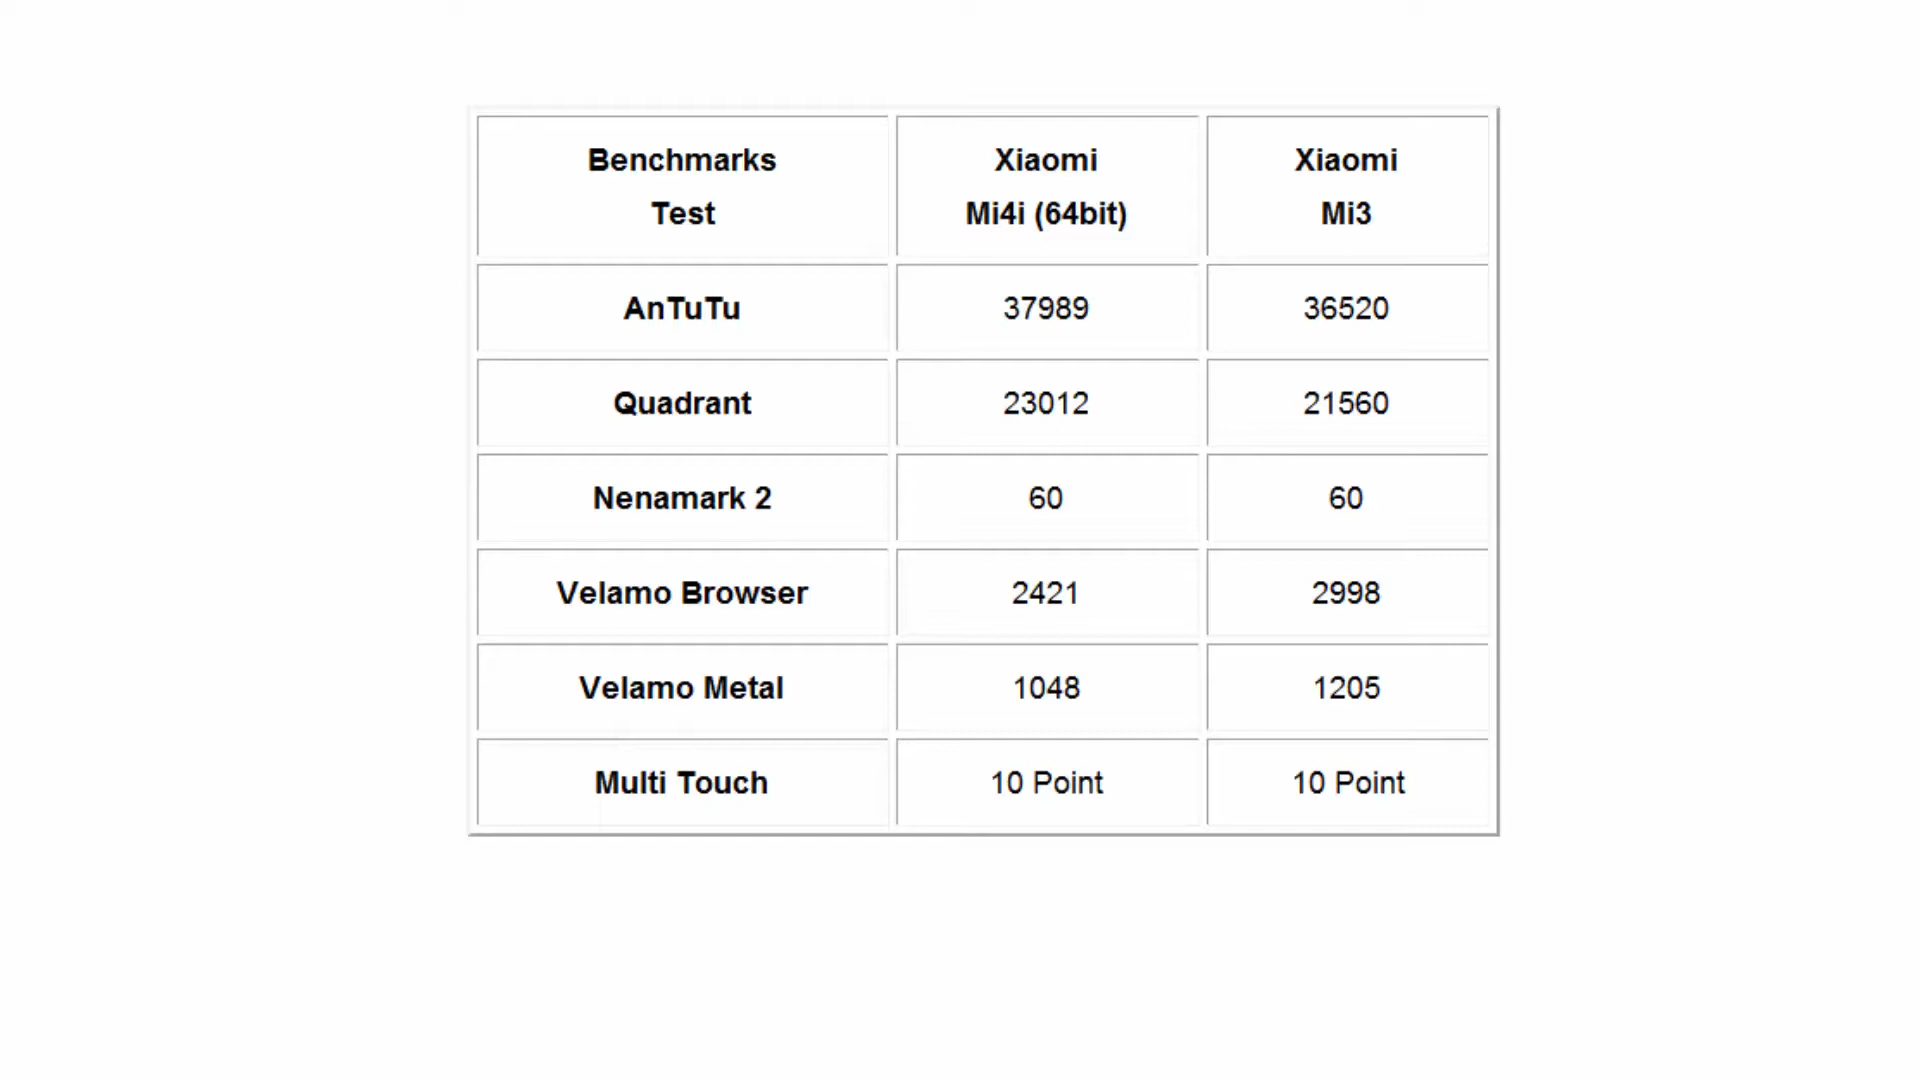 Benchmarks Test Xiaomi Mi4i (64bit) Xiaomi Mi3
AnTuTu 37989 36520
Quadrant 23012 21560
Nenamark 2 60 60
Velamo Browser 2421 2998
Velamo Metal 1048 1205
Multi Touch 10 Point 10 Point